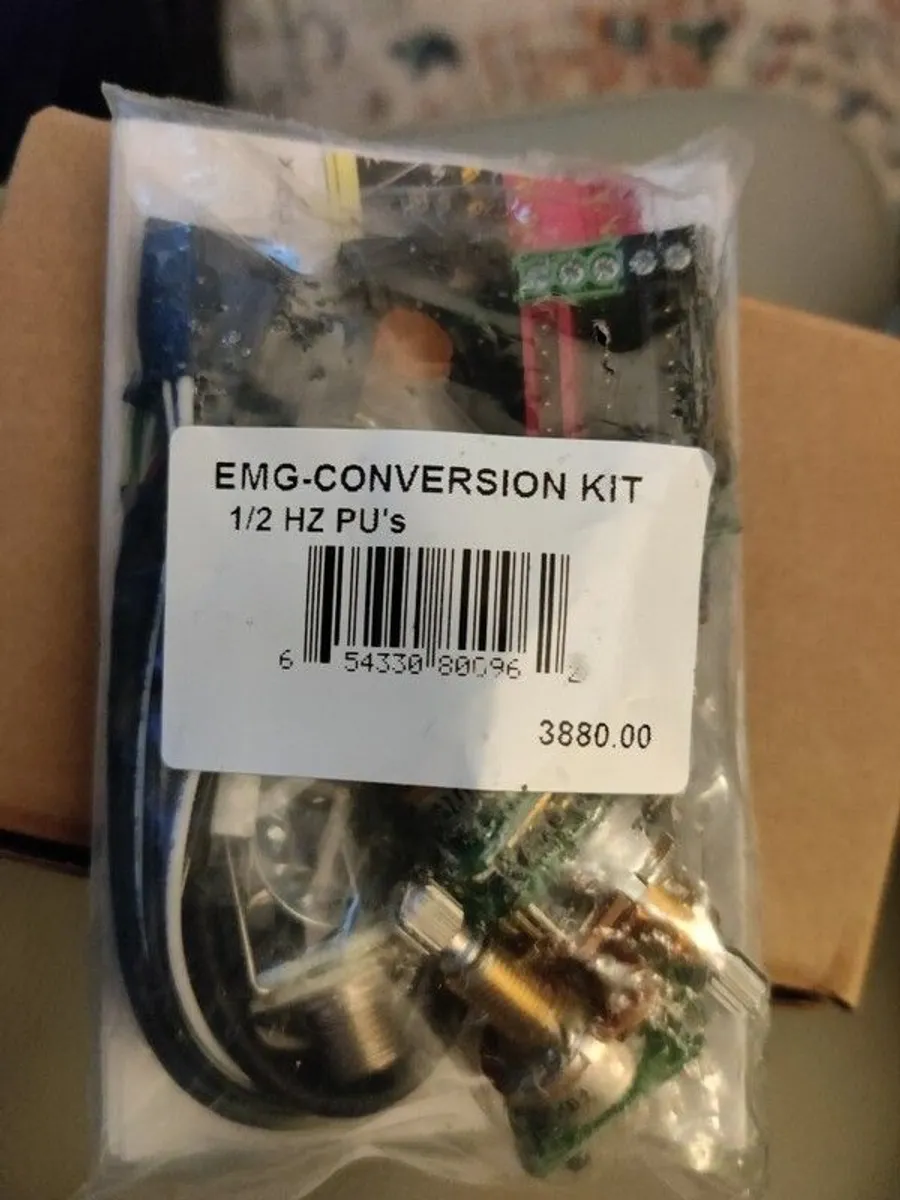 EMG-CONVERSION KIT
1/2 HZ PU's
6 54330 80096 2
3880.00